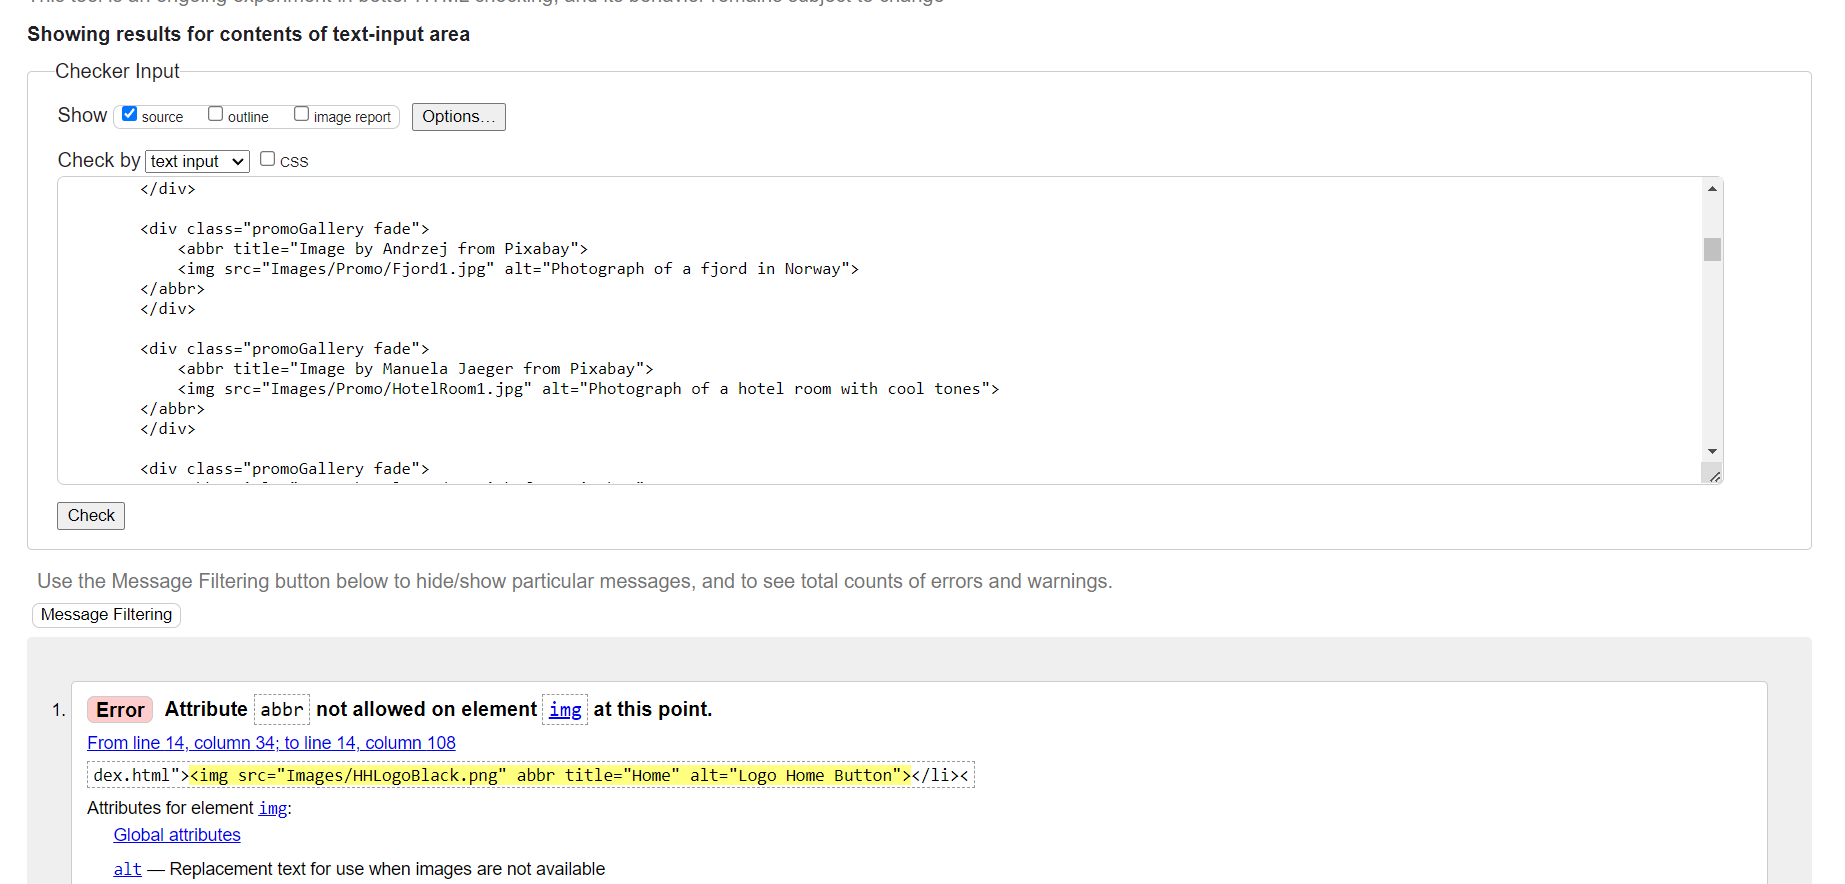 Showing results for contents of text-input area
Checker Input
Show source outline image report Options...
Check by text input CSS
</div>
<div class="promoGallery fade">
<abbr title="Image by Andrzej from Pixabay">
<img src="Images/Promo/Fjord1.jpg" alt="Photograph of a fjord in Norway">
</abbr>
</div>
<div class="promoGallery fade">
<abbr title="Image by Manuela Jaeger from Pixabay">
<img src="Images/Promo/HotelRoom1.jpg" alt="Photograph of a hotel room with cool tones">
</abbr>
</div>
<div class="promoGallery fade">
Check
Use the Message Filtering button below to hide/show particular messages, and to see total counts of errors and warnings.
Message Filtering
1. Error Attribute abbr not allowed on element img at this point.
From line 14, column 34; to line 14, column 108
dex.html"><img src="Images/HHLogoBlack.png" abbr title="Home" alt="Logo Home Button"></li><
Attributes for element img:
Global attributes
alt — Replacement text for use when images are not available